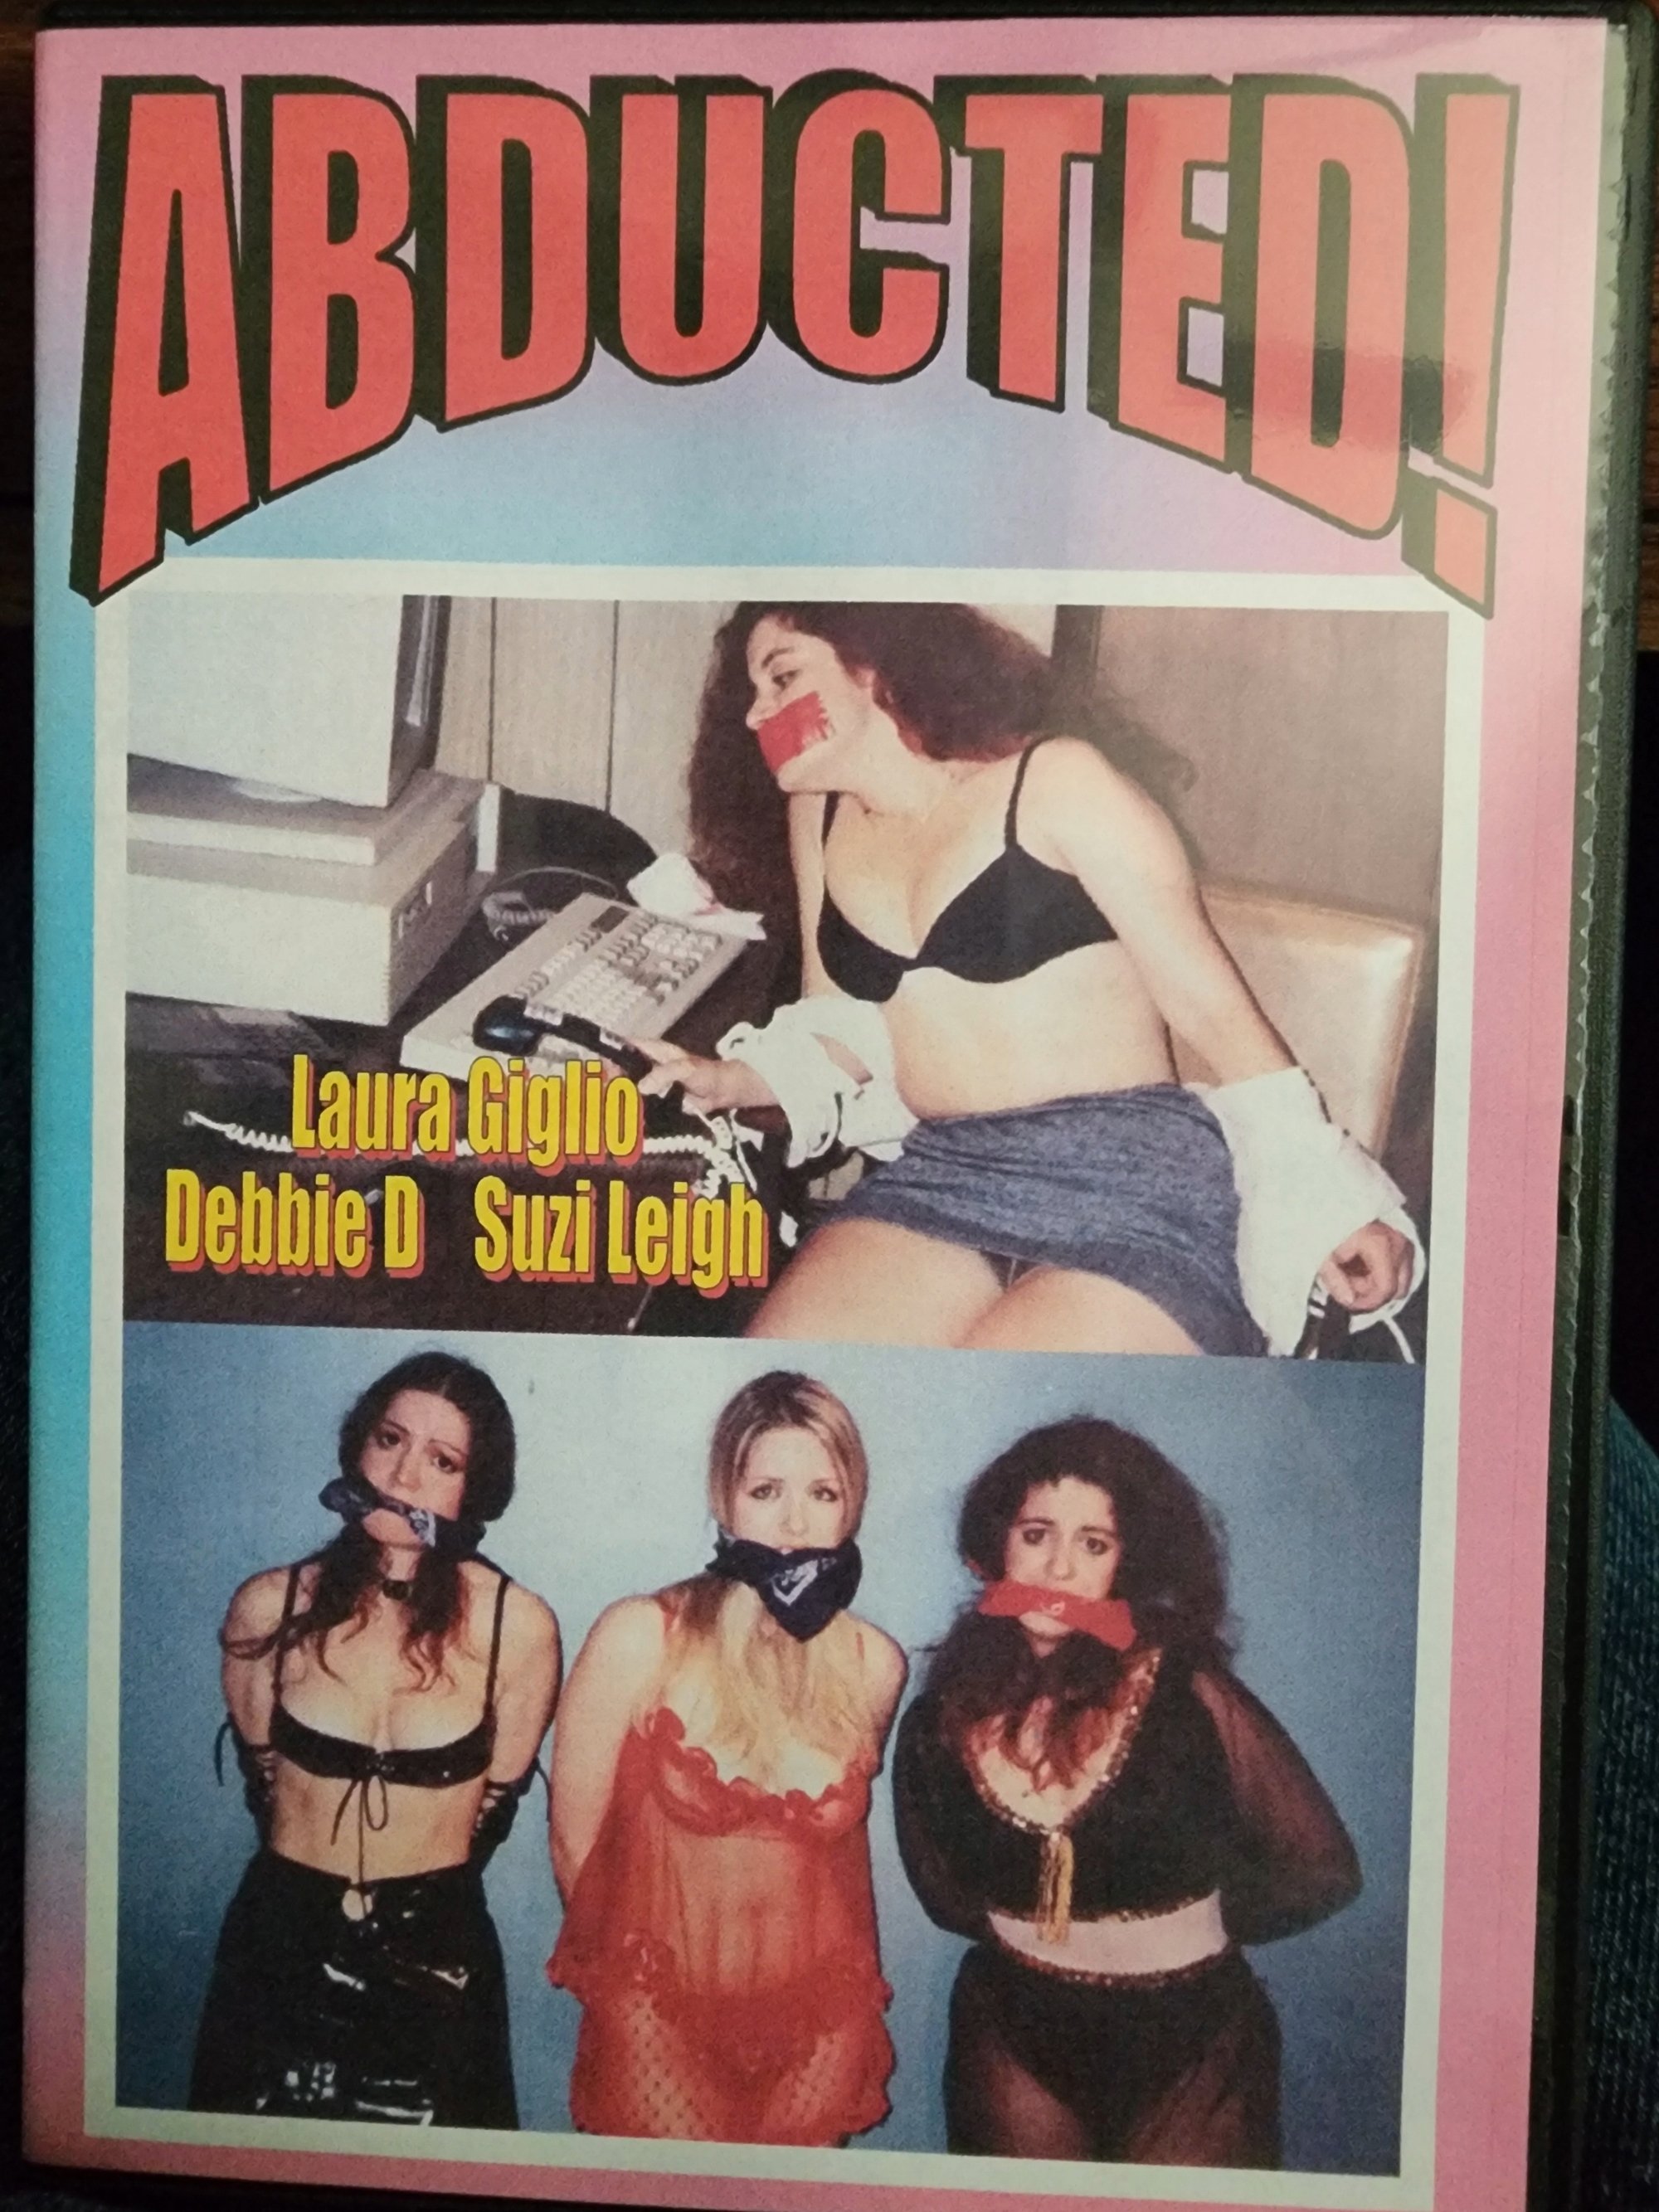 ABDUCTED!
Laura Giglio
Debbie D Suzi Leigh